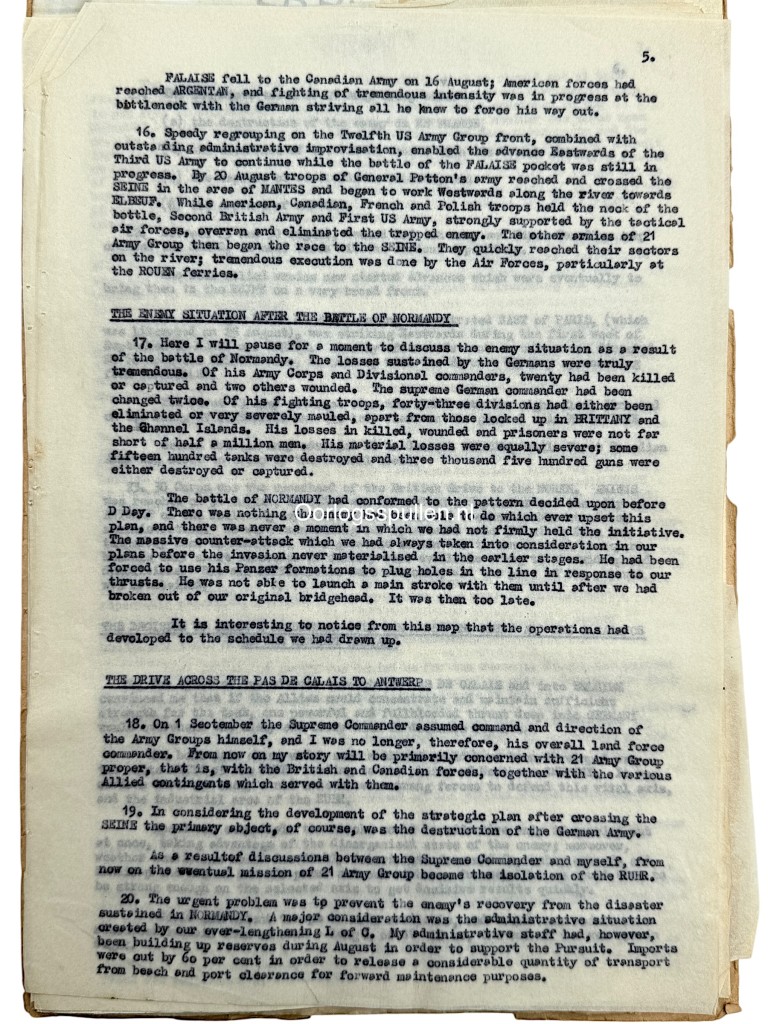 5.
FALAISE fell to the Canadian Army on 16 August; American forces had
reached ARGENTAN, and fighting of tremendous intensity was in progress at the
bottleneck with the German striving all he knew to force his way out.
16. Speedy regrouping on the Twelfth US Army Group front, combined with
outsta ding administrative improvisation, enabled the advance Eastwards of the
Third US Army to continue while the battle of the FALAISE pocket was still in
progress. By 20 August troops of General Patton's army reached and crossed the
SEINE in the area of MANTES and began to work Westwards along the river towards
ELBEUF. While American, Canadian, French and Polish troops held the neck of the
bottle, Second British Army and First US Army, strongly supported by the tactical
air forces, overran and eliminated the trapped enemy. The other armies of 21
Army Group then began the race to the SEINE. They quickly reached their sectors
on the river; tremendous execution was done by the Air Forces, particularly at
the ROUEN ferries.
THE ENEMY SITUATION AFTER THE BATTLE OF NORMANDY
17. Here I will pause for a moment to discuss the enemy situation as a result
of the battle of Normandy. The losses sustained by the Germans were truly
tremendous. Of his Army Corps and Divisional commanders, twenty had been killed
or captured and two others wounded. The supreme German commander had been
changed twice. Of his fighting troops, forty-three divisions had either been
eliminated or very severely mauled, apart from those locked up in BRITTANY and
the Channel Islands. His losses in killed, wounded and prisoners were not far
short of half a million men. His material losses were equally severe; some
fifteen hundred tanks were destroyed and three thousand five hundred guns were
either destroyed or captured.
The battle of NORMANDY had conformed to the pattern decided upon before
D Day. There was nothing to do which ever upset this
Oorlogsspullen.nl
plan, and there was never a moment in which we had not firmly held the initiative.
The massive counter-attack which we had always taken into consideration in our
plans before the invasion never materialised in the earlier stages. He had been
forced to use his Panzer formations to plug holes in the line in response to our
thrusts. He was not able to launch a main stroke with them until after we had
broken out of our original bridgehead. It was then too late.
It is interesting to notice from this map that the operations had
devoloped to the schedule we had drawn up.
THE DRIVE ACROSS THE PAS DE CALAIS TO ANTWERP
18. On 1 September the Supreme Commander assumed command and direction of
the Army Groups himself, and I was no longer, therefore, his overall land force
commander. From now on my story will be primarily concerned with 21 Army Group
proper, that is, with the British and Canadian forces, together with the various
Allied contingents which served with them.
19. In considering the development of the strategic plan after crossing the
SEINE the primary object, of course, was the destruction of the German Army.
As a resultof discussions between the Supreme Commander and myself, from
now on the eventual mission of 21 Army Group became the isolation of the RUHR.
20. The urgent problem was to prevent the enemy's recovery from the disaster
sustained in NORMANDY. A major consideration was the administrative situation
created by our over-lengthening L of C. My administrative staff had, however,
been building up reserves during August in order to support the Pursuit. Imports
were cut by 60 per cent in order to release a considerable quantity of transport
from beach and port clearance for forward maintenance purposes.